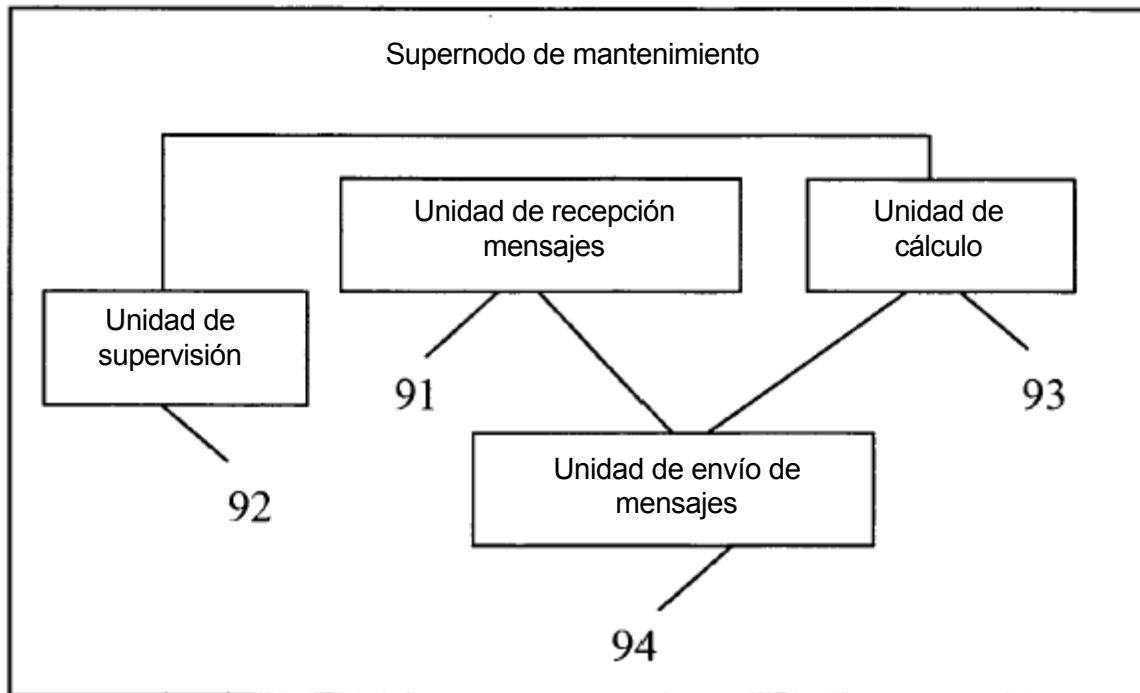 Supernodo de mantenimiento
Unidad de recepción
mensajes
Unidad de
cálculo
Unidad de
supervisión
91
93
Unidad de envío de
mensajes
92
94